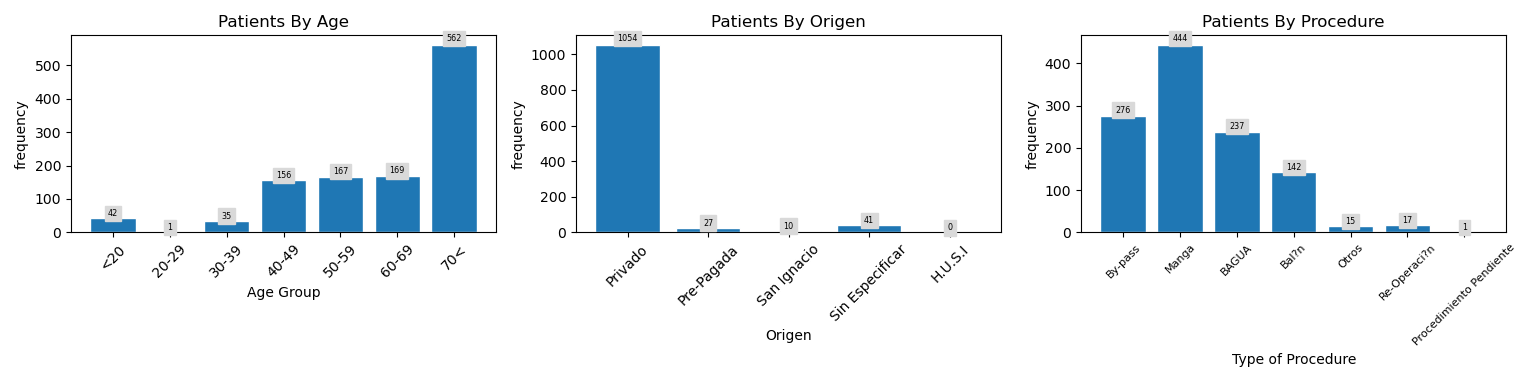 Patients By Age
frequency
500
400
300
200
100
0
42
1
35
156
167
169
562
<20
20-29
30-39
40-49
50-59
60-69
70<
Age Group
Patients By Origen
frequency
1000
800
600
400
200
0
1054
27
10
41
0
Privado
Pre-Pagada
San Ignacio
Sin Especificar
H.U.S.I
Origen
Patients By Procedure
frequency
400
300
200
100
0
276
444
237
142
15
17
1
By-pass
Manga
BAGUA
Bal?n
Otros
Re-Operaci?n
Procedimiento Pendiente
Type of Procedure